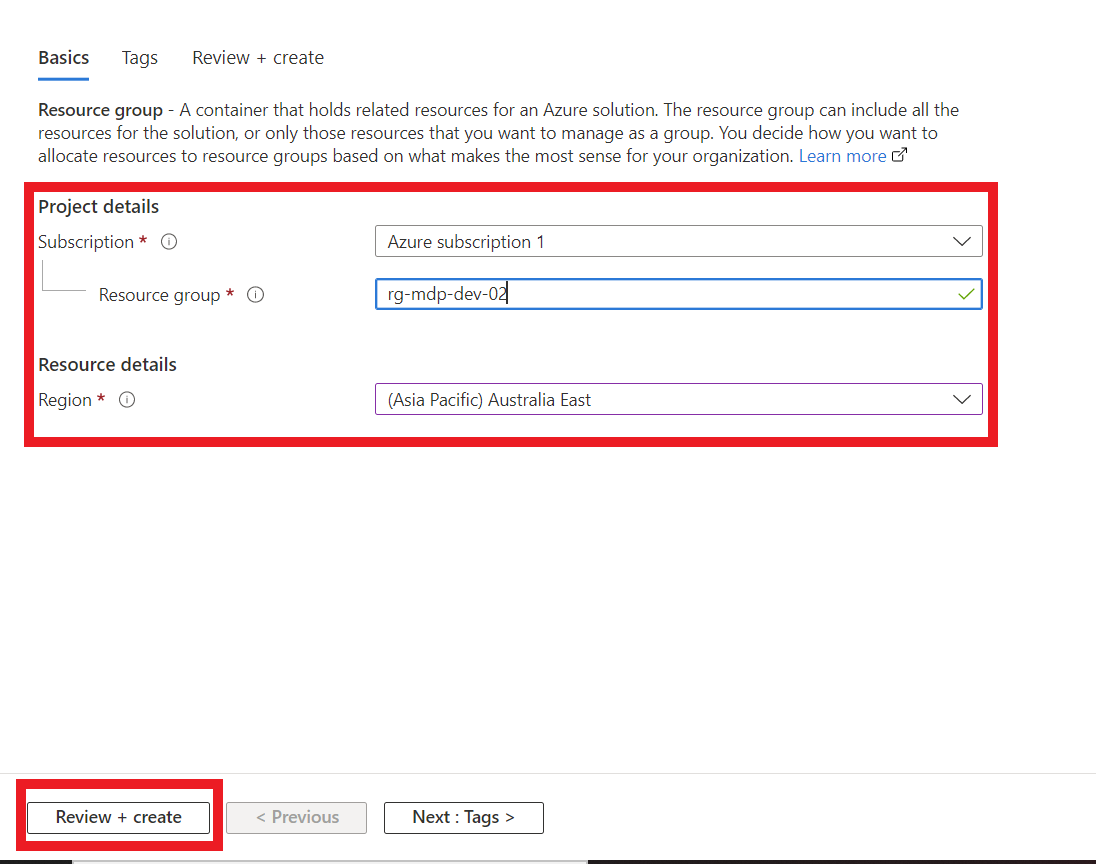 Basics Tags Review + create
Resource group - A container that holds related resources for an Azure solution. The resource group can include all the
resources for the solution, or only those resources that you want to manage as a group. You decide how you want to
allocate resources to resource groups based on what makes the most sense for your organization. Learn more
Project details
Subscription * Azure subscription 1
Resource group * rg-mdp-dev-02
Resource details
Region * (Asia Pacific) Australia East
Review + create < Previous Next : Tags >